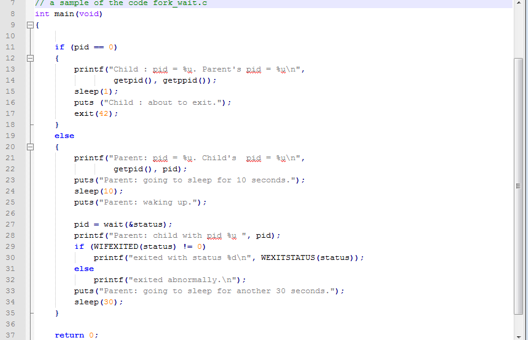 7 // a sample of the code fork_wait.c
8 int main(void)
9 {
10
11 if (pid == 0)
12 {
13 printf("Child : pid = %u. Parent's pid = %u\n",
14 getpid(), getppid());
15 sleep(1);
16 puts ("Child : about to exit.");
17 exit(42);
18 }
19 else
20 {
21 printf("Parent: pid = %u. Child's  pid = %u\n",
22 getpid(), pid);
23 puts("Parent: going to sleep for 10 seconds.");
24 sleep(10);
25 puts("Parent: waking up.");
26
27 pid = wait(&status);
28 printf("Parent: child with pid %u ", pid);
29 if (WIFEXITED(status) != 0)
30 printf("exited with status %d\n", WEXITSTATUS(status));
31 else
32 printf("exited abnormally.\n");
33 puts("Parent: going to sleep for another 30 seconds.");
34 sleep(30);
35 }
36
37 return 0;